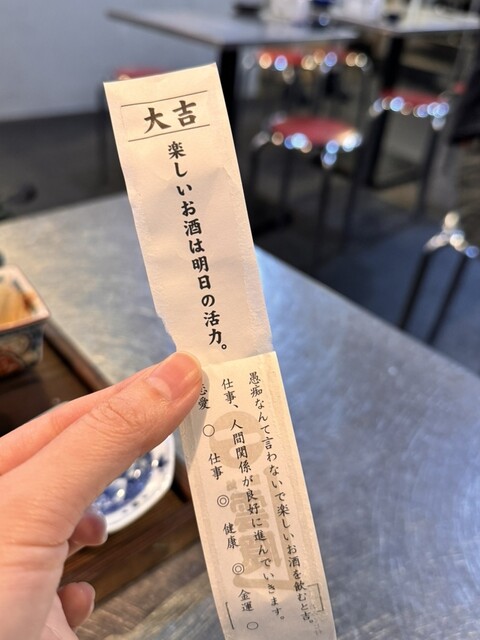 大吉
楽しいお酒は明日の活力。
愚痴なんて言わないで楽しいお酒を飲むと吉。
仕事、人間関係が良好に進んでいきます。
恋愛 ○ 仕事 ◎ 健康 ◎ 金運 ○